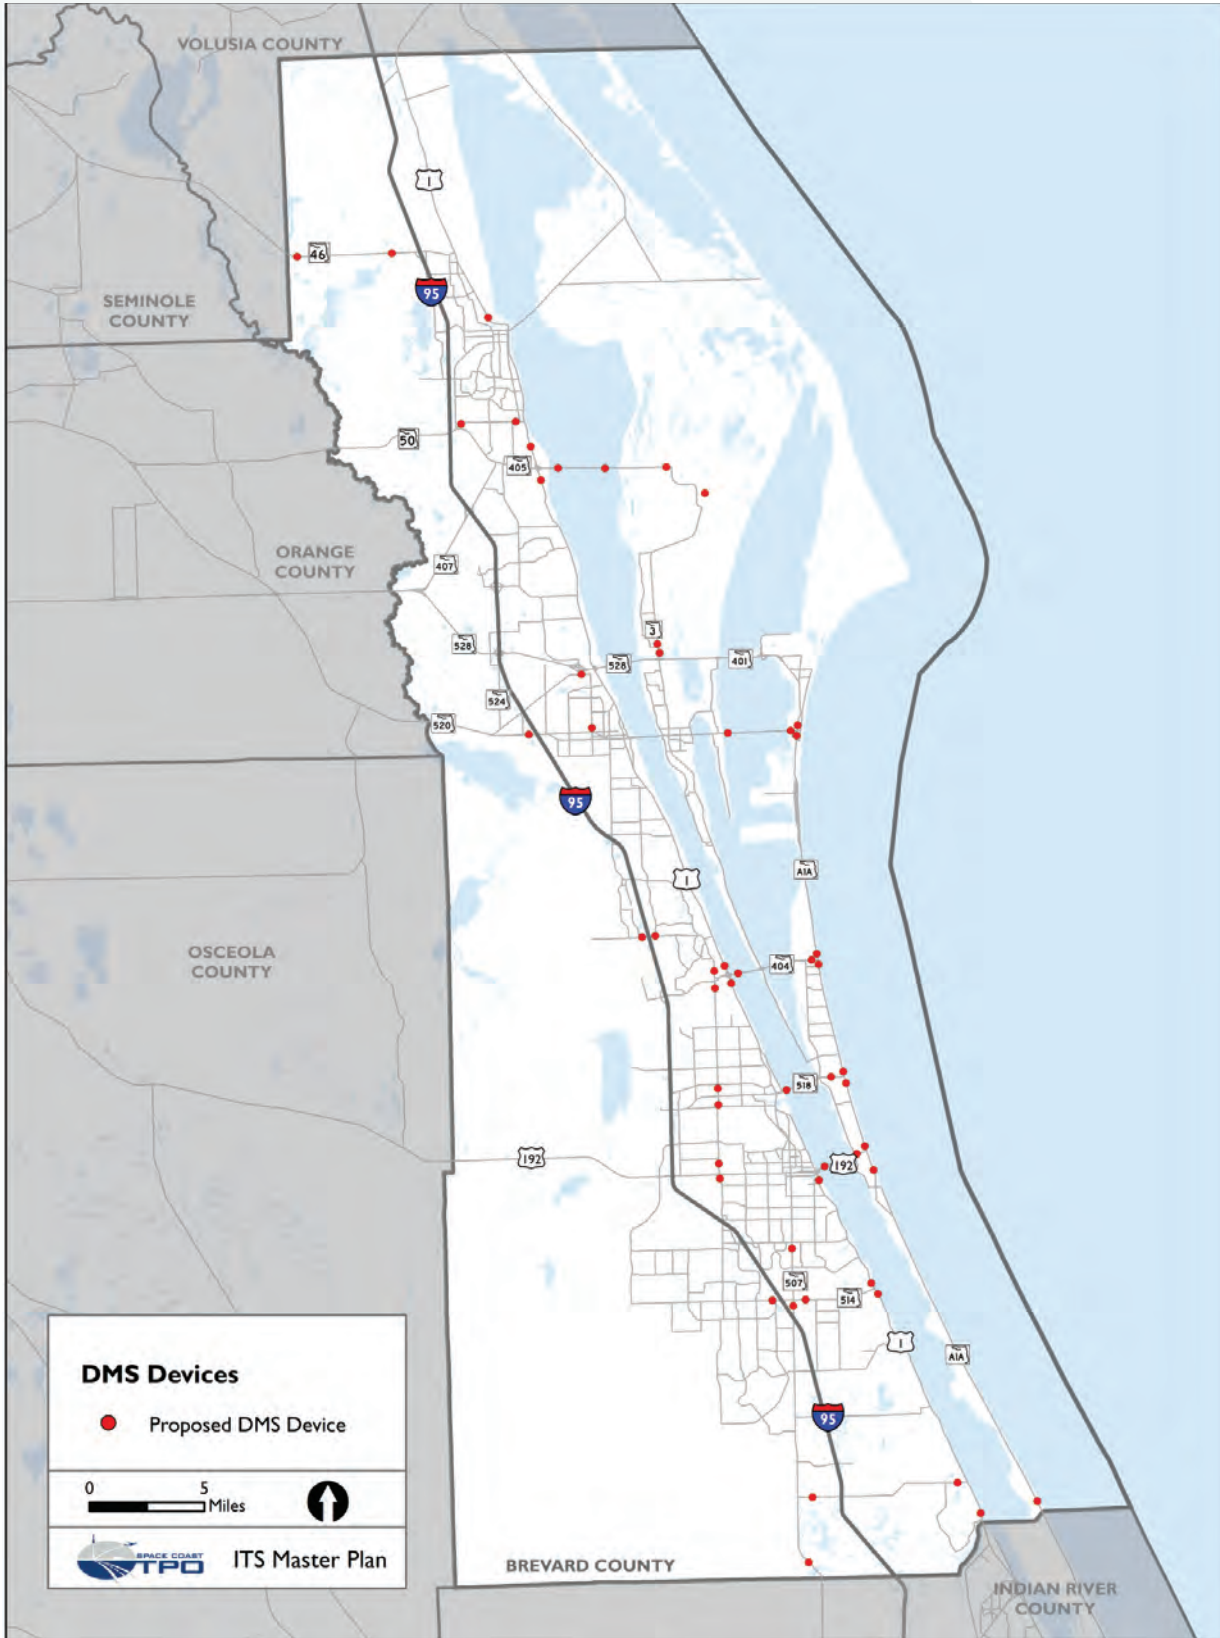 VOLUSIA COUNTY
1
46
95
SEMINOLE
COUNTY
50
405
ORANGE
COUNTY
407
3
528
528
401
524
520
95
1
A1A
OSCEOLA
COUNTY
404
518
192
192
507
514
1
A1A
95
DMS Devices
Proposed DMS Device
0 5
Miles
SPACE COAST
TPO
ITS Master Plan
BREVARD COUNTY
INDIAN RIVER
COUNTY